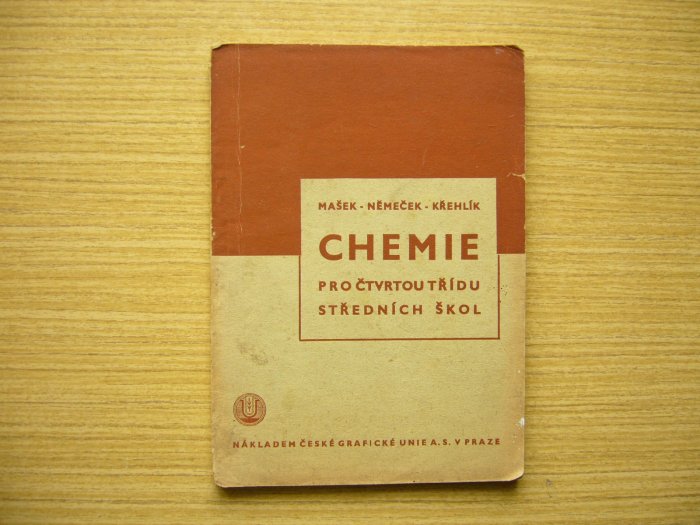 MAŠEK - NĚMEČEK - KŘEHLÍK
CHEMIE
PRO ČTVRTOU TŘÍDU
STŘEDNÍCH ŠKOL
U
NÁKLADEM ČESKÉ GRAFICKÉ UNIE A. S. V PRAZE